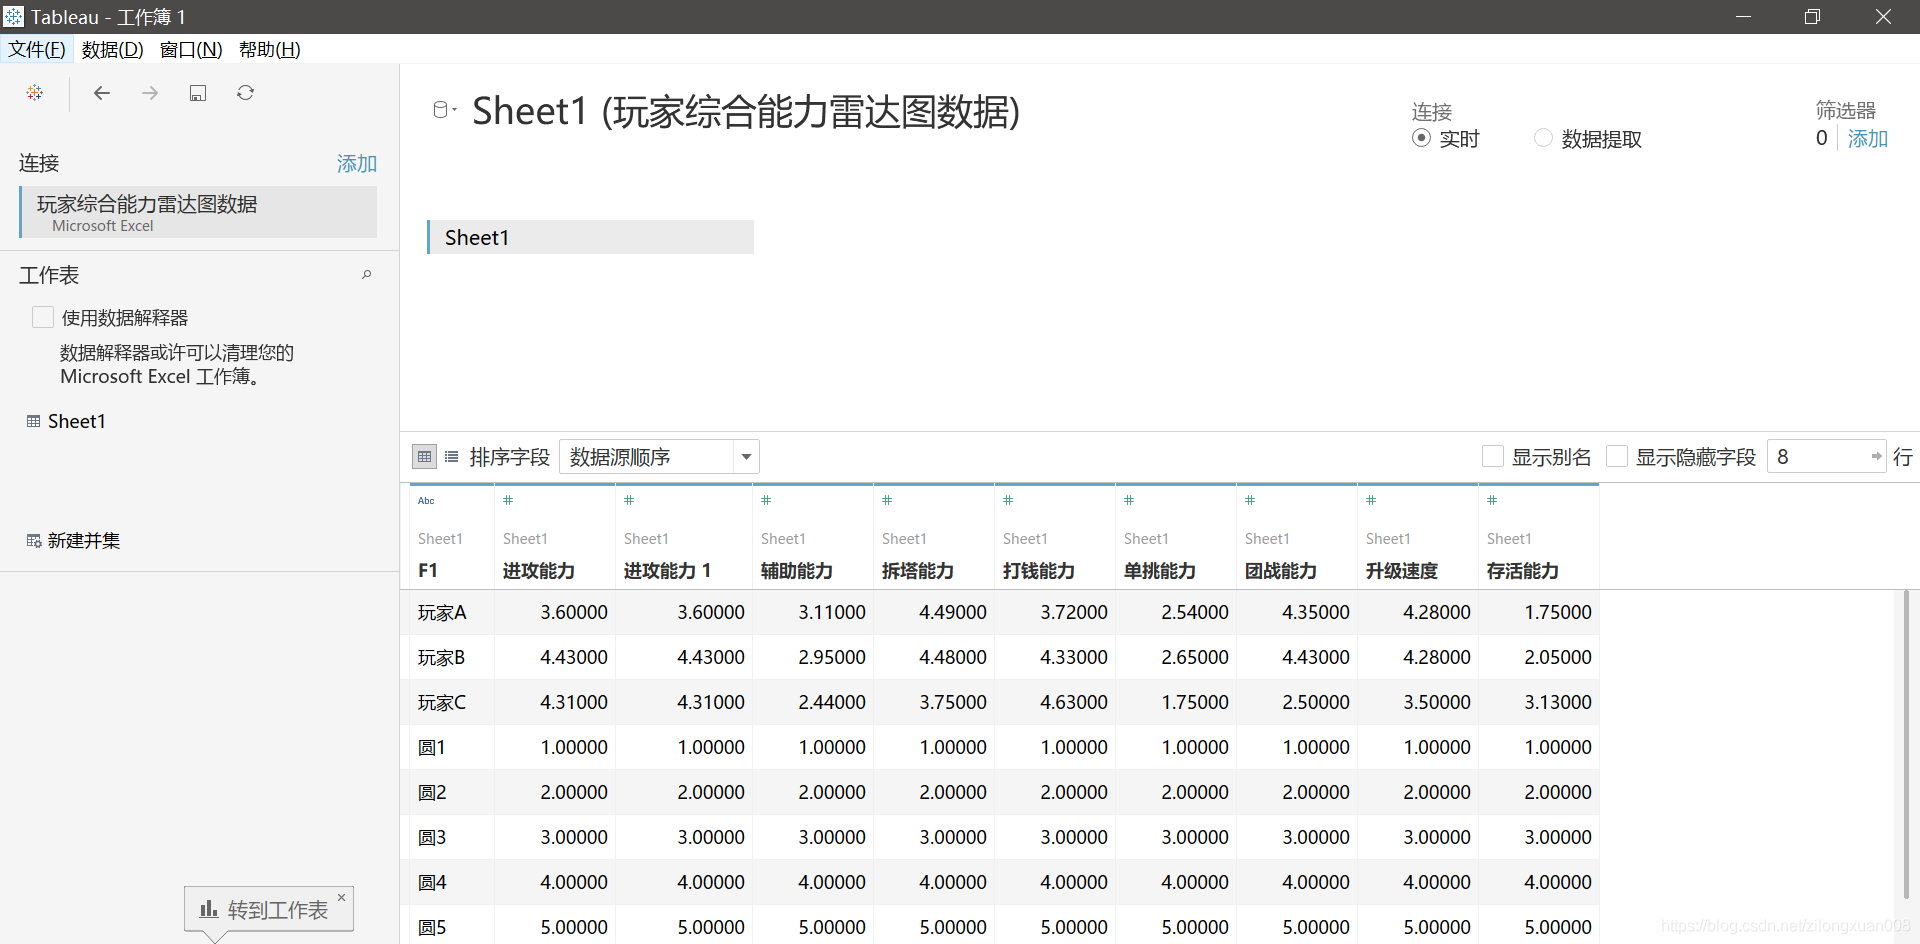 Tableau - 工作簿 1
文件(F) 数据(D) 窗口(N) 帮助(H)
连接 添加
玩家综合能力雷达图数据
Microsoft Excel
工作表
使用数据解释器
数据解释器或许可以清理您的
Microsoft Excel 工作簿。
Sheet1
新建并集
转到工作表
Sheet1 (玩家综合能力雷达图数据)
连接
实时 数据提取
筛选器
0 添加
Sheet1
排序字段 数据源顺序 显示别名 显示隐藏字段 8 行
Abc # # # # # # # # #
Sheet1 Sheet1 Sheet1 Sheet1 Sheet1 Sheet1 Sheet1 Sheet1 Sheet1 Sheet1
F1 进攻能力 进攻能力 1 辅助能力 拆塔能力 打钱能力 单挑能力 团战能力 升级速度 存活能力
玩家A 3.60000 3.60000 3.11000 4.49000 3.72000 2.54000 4.35000 4.28000 1.75000
玩家B 4.43000 4.43000 2.95000 4.48000 4.33000 2.65000 4.43000 4.28000 2.05000
玩家C 4.31000 4.31000 2.44000 3.75000 4.63000 1.75000 2.50000 3.50000 3.13000
圆1 1.00000 1.00000 1.00000 1.00000 1.00000 1.00000 1.00000 1.00000 1.00000
圆2 2.00000 2.00000 2.00000 2.00000 2.00000 2.00000 2.00000 2.00000 2.00000
圆3 3.00000 3.00000 3.00000 3.00000 3.00000 3.00000 3.00000 3.00000 3.00000
圆4 4.00000 4.00000 4.00000 4.00000 4.00000 4.00000 4.00000 4.00000 4.00000
圆5 5.00000 5.00000 5.00000 5.00000 5.00000 5.00000 5.00000 5.00000 5.00000
https://blog.csdn.net/zilongxuan008